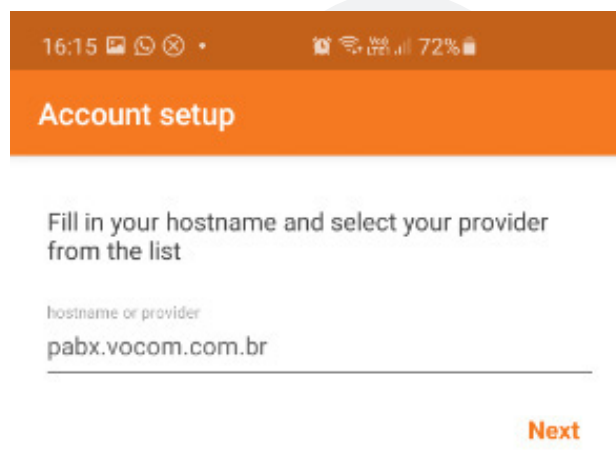 16:15 72%
Account setup
Fill in your hostname and select your provider
from the list
hostname or provider
pabx.vocom.com.br
Next